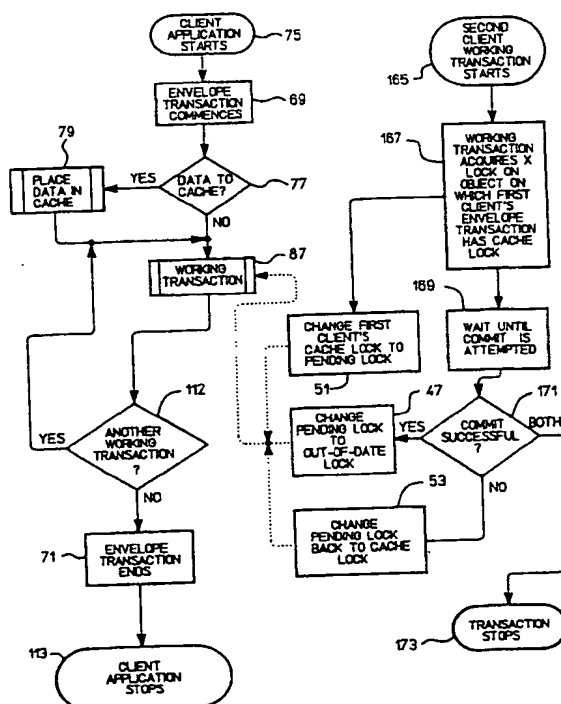 CLIENT
APPLICATION
STARTS
75
ENVELOPE
TRANSACTION
COMMENCES
69
79
PLACE
DATA IN
CACHE
YES
DATA TO
CACHE?
77
NO
87
WORKING
TRANSACTION
112
YES
ANOTHER
WORKING
TRANSACTION
?
NO
71
ENVELOPE
TRANSACTION
ENDS
113
CLIENT
APPLICATION
STOPS
SECOND
CLIENT
WORKING
TRANSACTION
STARTS
165
167
WORKING
TRANSACTION
ACQUIRES X
LOCK ON
OBJECT ON
WHICH FIRST
CLIENT'S
ENVELOPE
TRANSACTION
HAS CACHE
LOCK
169
WAIT UNTIL
COMMIT IS
ATTEMPTED
CHANGE FIRST
CLIENT'S
CACHE LOCK TO
PENDING LOCK
51
47
CHANGE
PENDING LOCK
TO
OUT-OF-DATE
LOCK
YES
171
COMMIT
SUCCESSFUL
?
BOTH
NO
53
CHANGE
PENDING LOCK
BACK TO CACHE
LOCK
173
TRANSACTION
STOPS